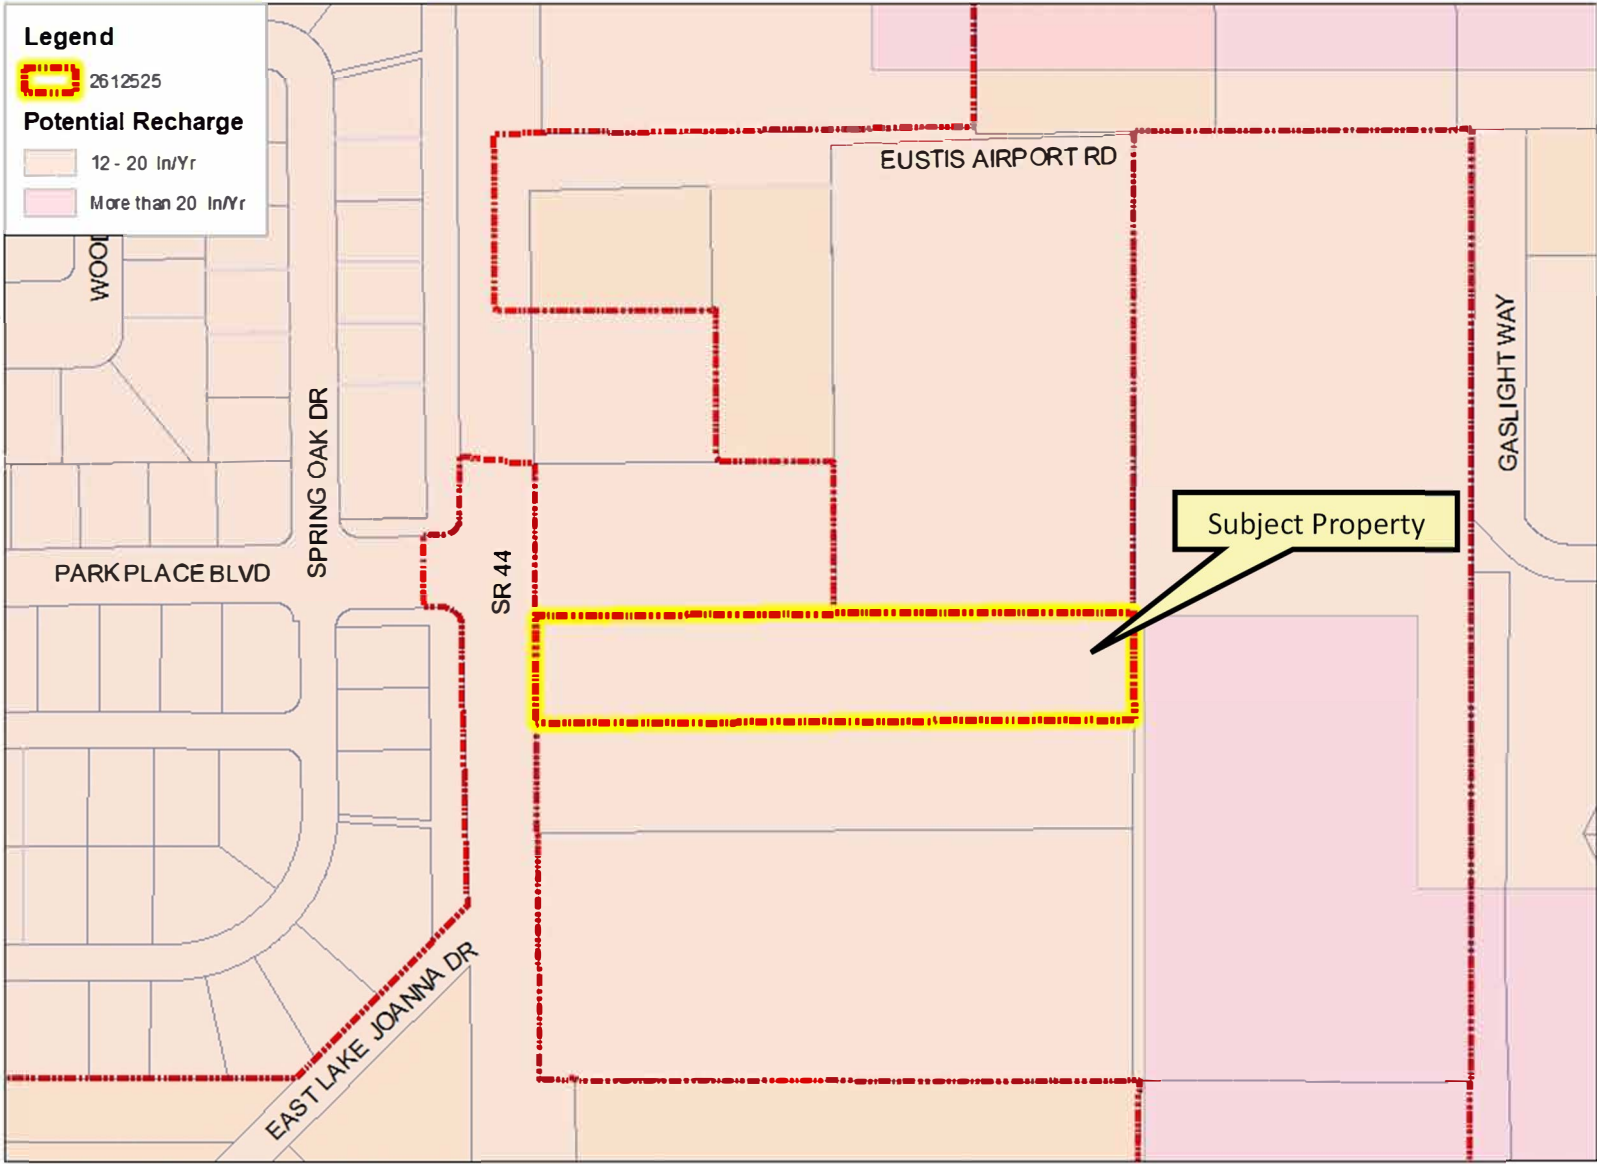 Legend
2612525
Potential Recharge
12 - 20 In/Yr
More than 20 In/Yr
EUSTIS AIRPORT RD
WOOD
SPRING OAK DR
GASLIGHT WAY
Subject Property
PARK PLACE BLVD
SR 44
EAST LAKE JOANNA DR